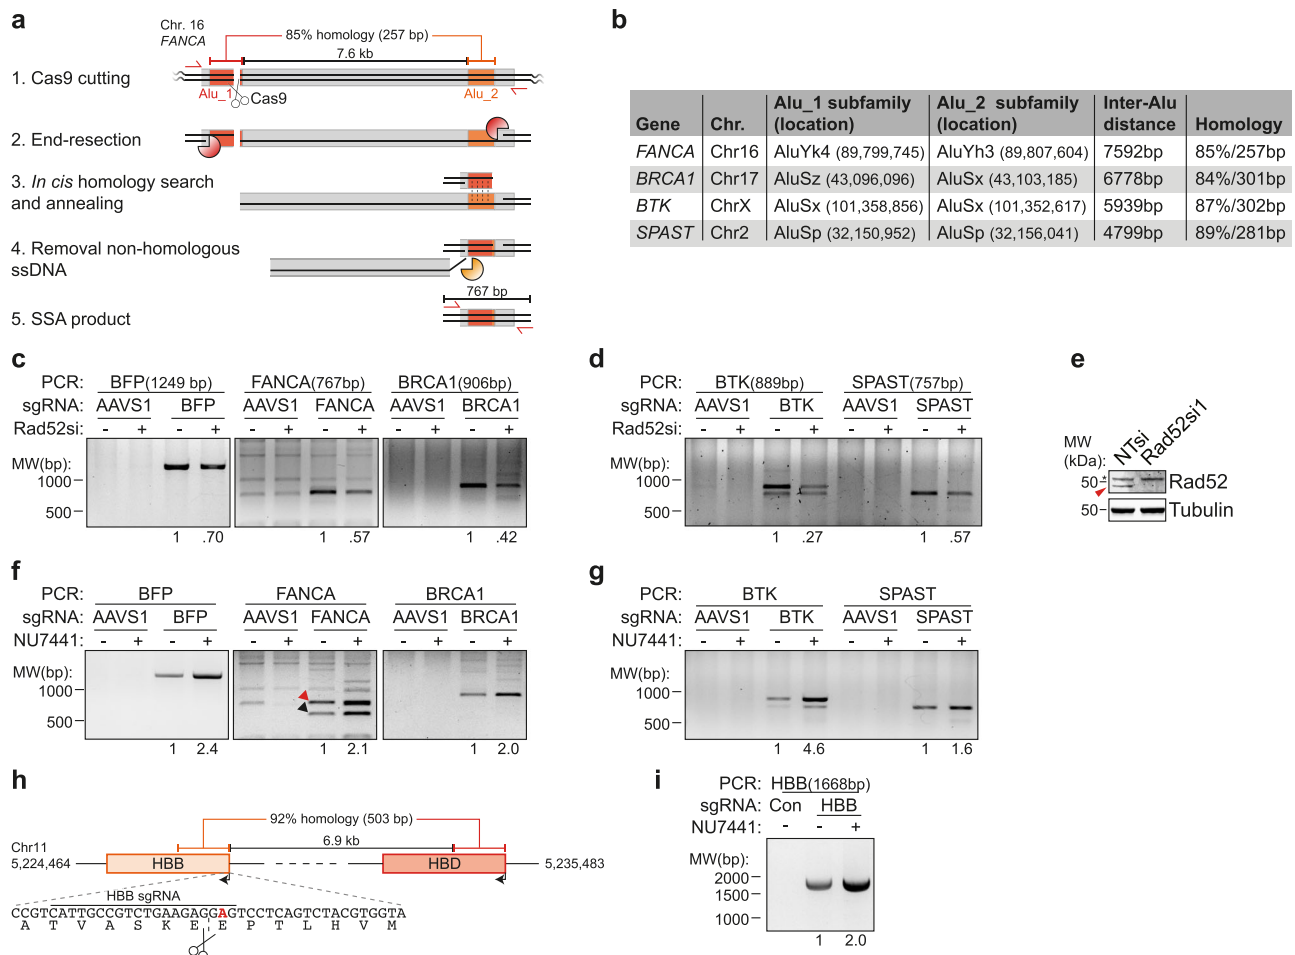 a
Chr. 16
FANCA
85% homology (257 bp)
7.6 kb
1. Cas9 cutting
Alu_1
Cas9
Alu_2
2. End-resection
3. In cis homology search
and annealing
4. Removal non-homologous
ssDNA
767 bp
5. SSA product
b
Gene Chr. Alu_1 subfamily (location) Alu_2 subfamily (location) Inter-Alu distance Homology
FANCA Chr16 AluYk4 (89,799,745) AluYh3 (89,807,604) 7592bp 85%/257bp
BRCA1 Chr17 AluSz (43,096,096) AluSx (43,103,185) 6778bp 84%/301bp
BTK ChrX AluSx (101,358,856) AluSx (101,352,617) 5939bp 87%/302bp
SPAST Chr2 AluSp (32,150,952) AluSp (32,156,041) 4799bp 89%/281bp
c
PCR: BFP(1249 bp) FANCA(767bp) BRCA1(906bp)
sgRNA: AAVS1 BFP AAVS1 FANCA AAVS1 BRCA1
Rad52si: - + - + - + - + - + - +
MW(bp):
1000
500
1 .70 1 .57 1 .42
d
PCR: BTK(889bp) SPAST(757bp)
sgRNA: AAVS1 BTK AAVS1 SPAST
Rad52si: - + - + - + - +
MW(bp):
1000
500
1 .27 1 .57
e
MW
(kDa):
NTsi
Rad52si1
50 *
Rad52
50
Tubulin
f
PCR: BFP FANCA BRCA1
sgRNA: AAVS1 BFP AAVS1 FANCA AAVS1 BRCA1
NU7441: - + - + - + - + - + - +
MW(bp):
1000
500
1 2.4 1 2.1 1 2.0
g
PCR: BTK SPAST
sgRNA: AAVS1 BTK AAVS1 SPAST
NU7441: - + - + - + - +
MW(bp):
1000
500
1 4.6 1 1.6
h
92% homology (503 bp)
6.9 kb
Chr11
5,224,464
HBB
HBD
5,235,483
HBB sgRNA
CCGTCATTGCCGTCTGAAGAGGAGTCCTCAGTCTACGTGGTA
A T V A S K E E P T L H V M
i
PCR: HBB(1668bp)
sgRNA: Con HBB
NU7441: - - +
MW(bp):
2000
1500
1000
1 2.0